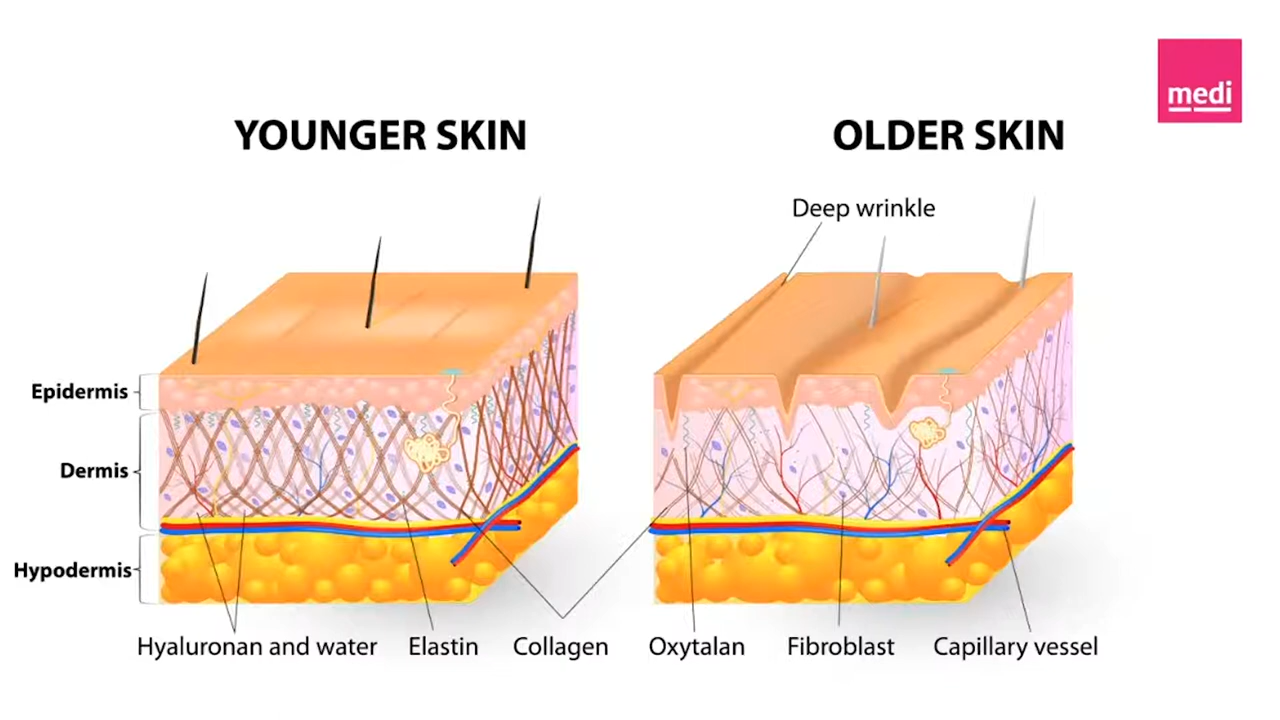 medi
YOUNGER SKIN
OLDER SKIN
Deep wrinkle
Epidermis
Dermis
Hypodermis
Hyaluronan and water
Elastin
Collagen
Oxytalan
Fibroblast
Capillary vessel